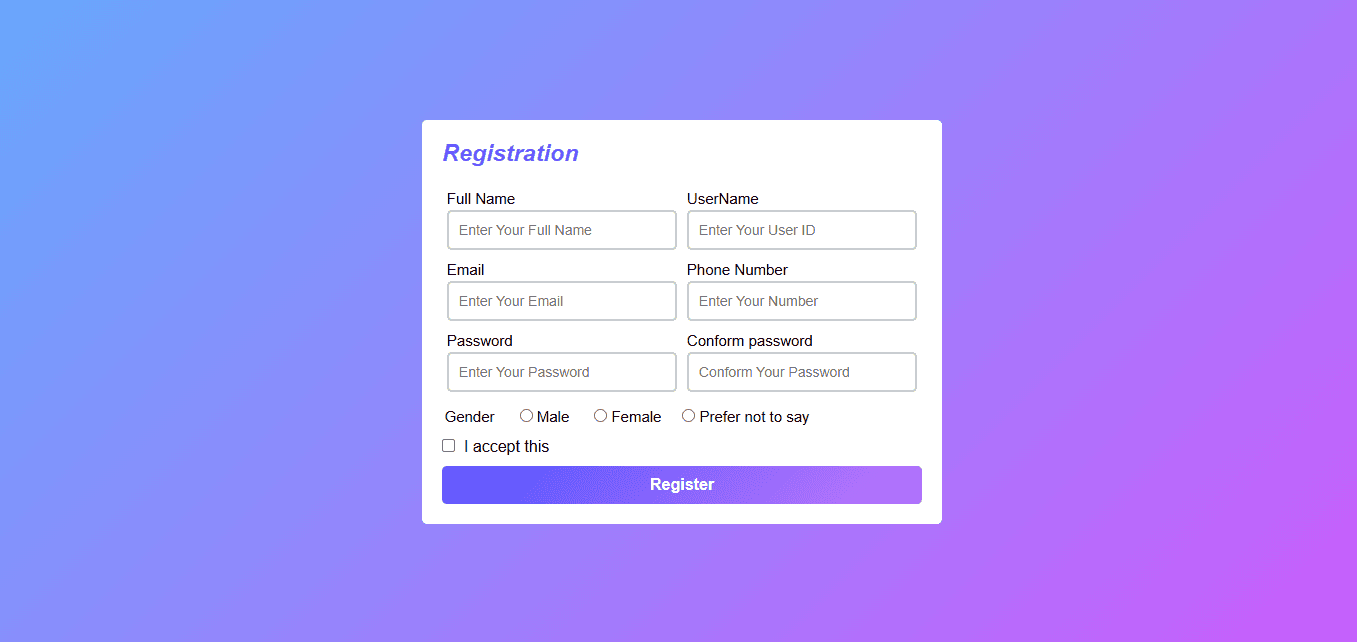 Registration
Full Name UserName
Enter Your Full Name Enter Your User ID
Email Phone Number
Enter Your Email Enter Your Number
Password Conform password
Enter Your Password Conform Your Password
Gender Male Female Prefer not to say
I accept this
Register